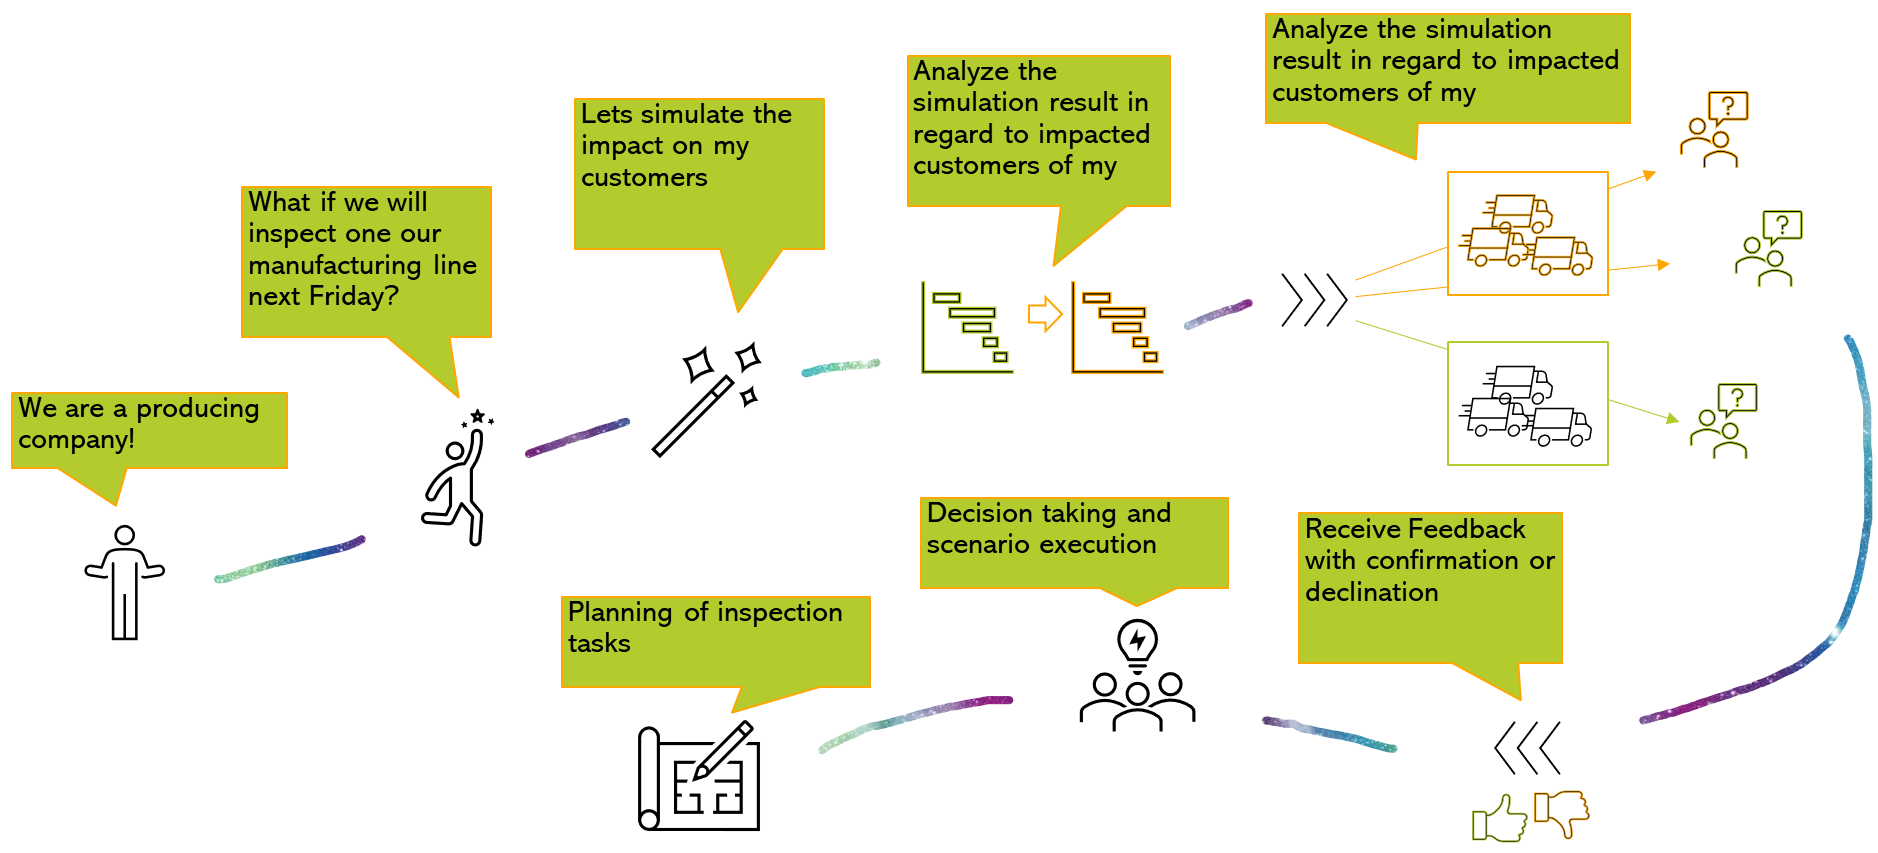 We are a producing
company!
What if we will
inspect one our
manufacturing line
next Friday?
Lets simulate the
impact on my
customers
Analyze the
simulation result in
regard to impacted
customers of my
Analyze the simulation
result in regard to impacted
customers of my
?
?
?
Receive Feedback
with confirmation or
declination
Decision taking and
scenario execution
Planning of inspection
tasks